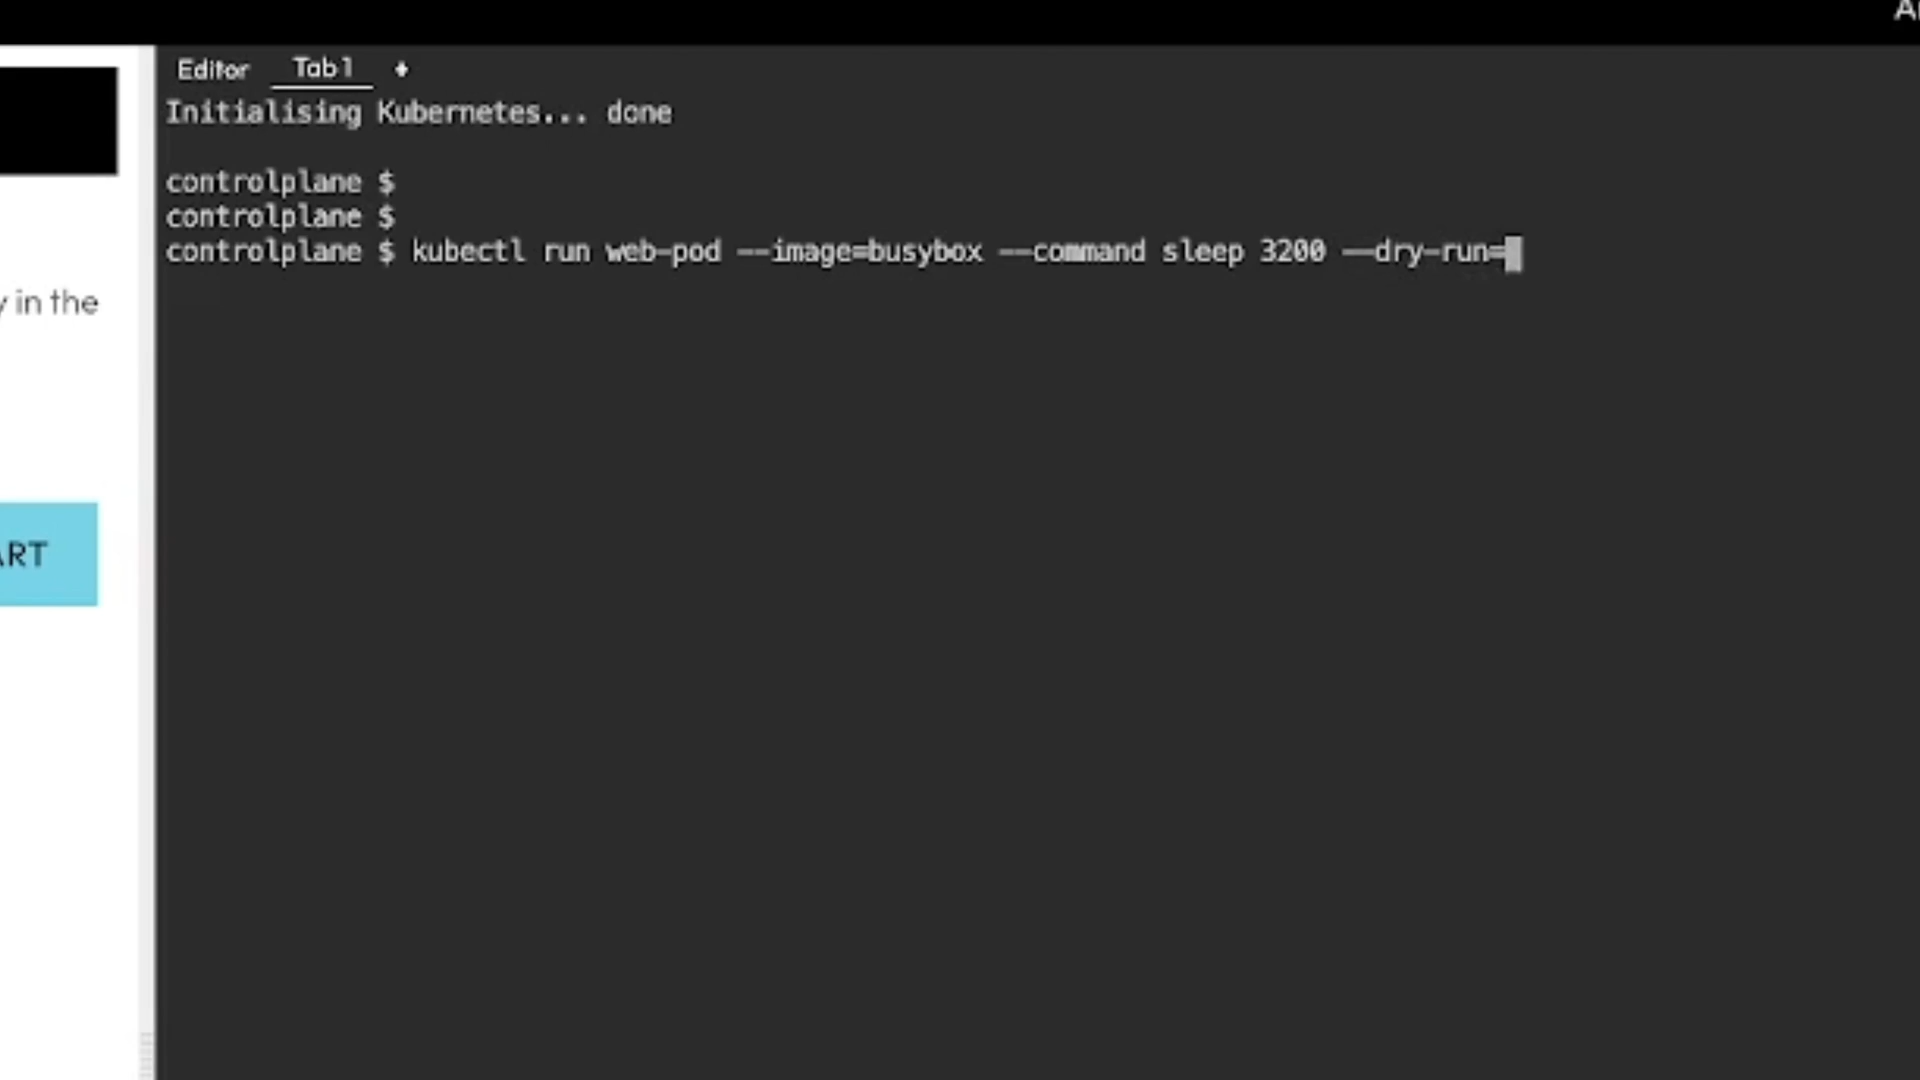 Editor Tab 1 +
Initialising Kubernetes... done
controlplane $
controlplane $
controlplane $ kubectl run web-pod --image=busybox --command sleep 3200 --dry-run=
in the